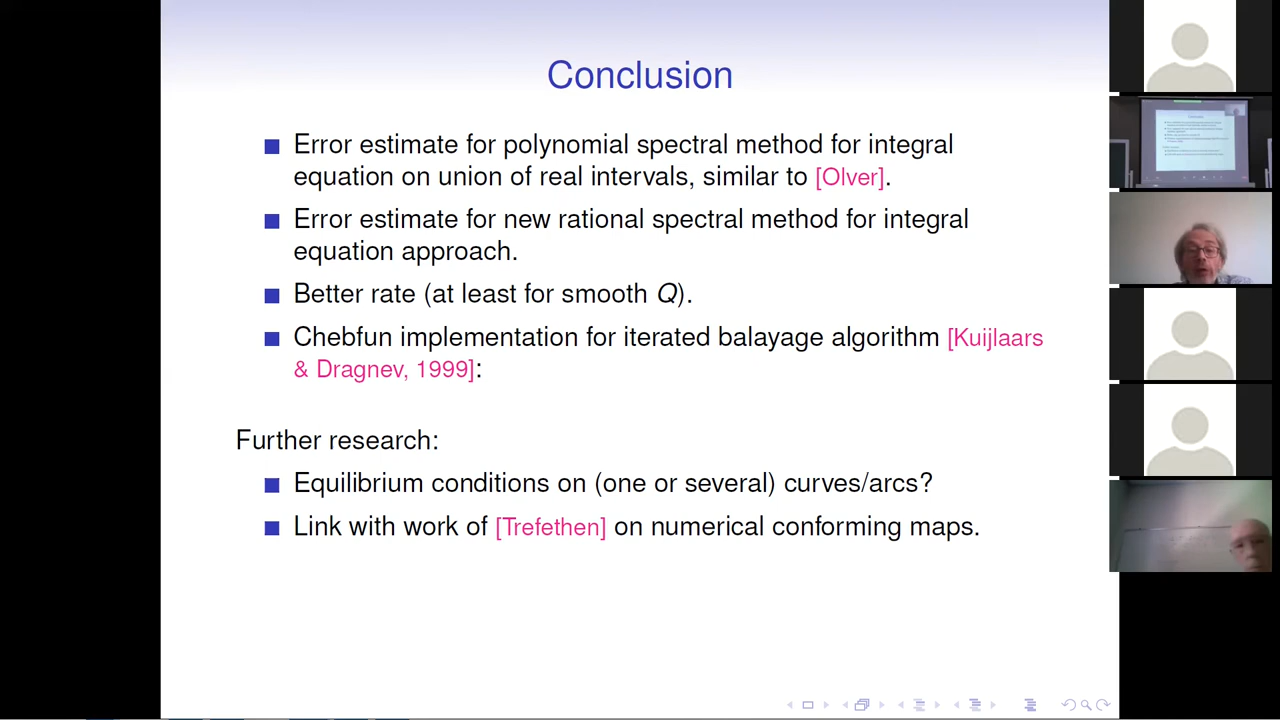 Conclusion
Error estimate for polynomial spectral method for integral
equation on union of real intervals, similar to [Olver].
Error estimate for new rational spectral method for integral
equation approach.
Better rate (at least for smooth Q).
Chebfun implementation for iterated balayage algorithm [Kuijlaars
& Dragnev, 1999]:
Further research:
Equilibrium conditions on (one or several) curves/arcs?
Link with work of [Trefethen] on numerical conforming maps.